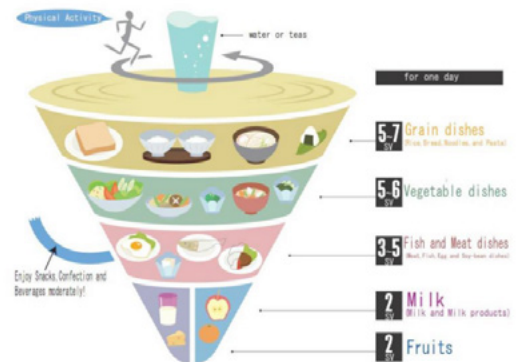 Physical Activity
water or teas
for one day
5~7 SV
Grain dishes
(Rice, Bread, Noodles, and Pasta)
5~6 SV
Vegetable dishes
3~5 SV
Fish and Meat dishes
(Meat, Fish, Egg and Soy-bean dishes)
Enjoy Snacks, Confection and
Beverages moderately!
2 SV
Milk
(Milk and Milk products)
2 SV
Fruits